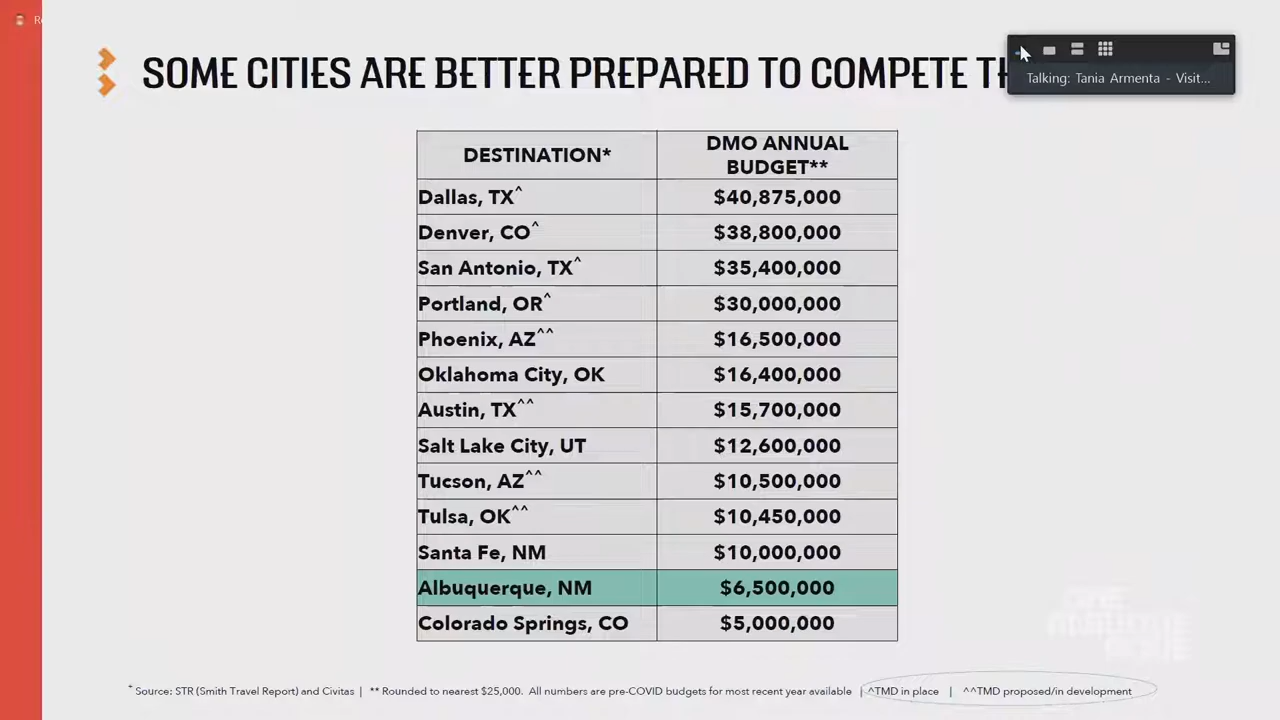 SOME CITIES ARE BETTER PREPARED TO COMPETE
Talking: Tania Armenta - Visit...
DESTINATION* DMO ANNUAL BUDGET**
Dallas, TX^ $40,875,000
Denver, CO^ $38,800,000
San Antonio, TX^ $35,400,000
Portland, OR^ $30,000,000
Phoenix, AZ^^ $16,500,000
Oklahoma City, OK $16,400,000
Austin, TX^^ $15,700,000
Salt Lake City, UT $12,600,000
Tucson, AZ^^ $10,500,000
Tulsa, OK^^ $10,450,000
Santa Fe, NM $10,000,000
Albuquerque, NM $6,500,000
Colorado Springs, CO $5,000,000
* Source: STR (Smith Travel Report) and Civitas | ** Rounded to nearest $25,000. All numbers are pre-COVID budgets for most recent year available | ^TMD in place | ^^TMD proposed/in development